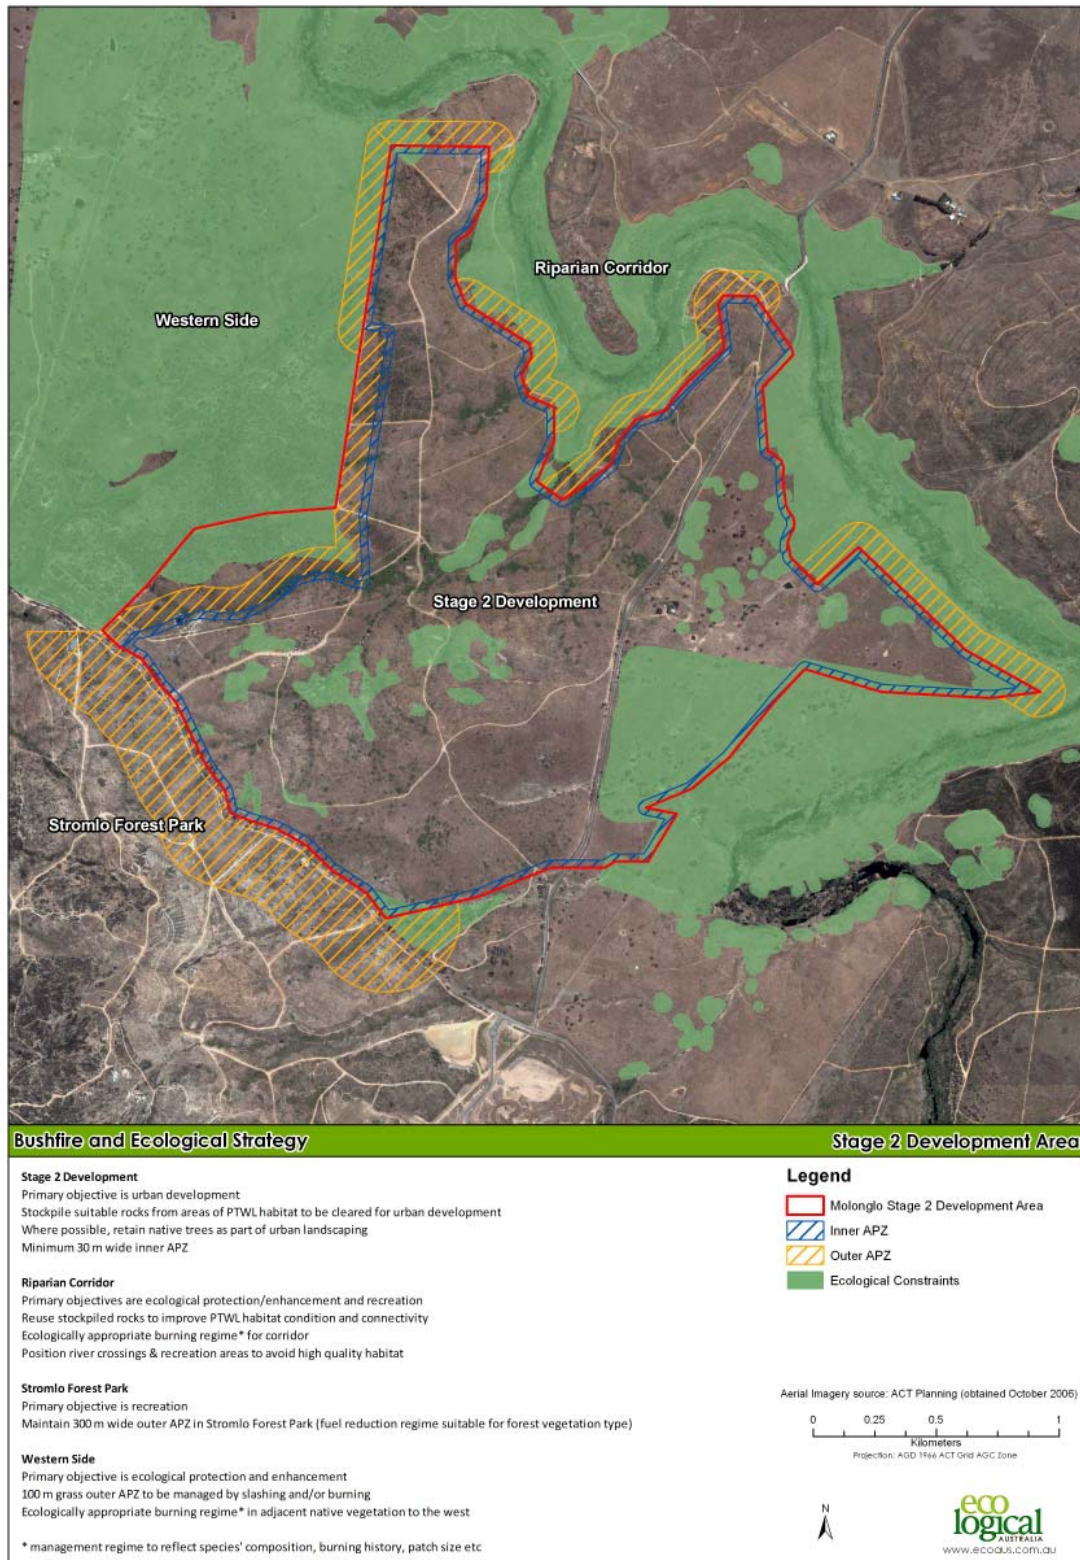 Riparian Corridor
Western Side
Stage 2 Development
Stromlo Forest Park
Bushfire and Ecological Strategy
Stage 2 Development Area
Stage 2 Development
Primary objective is urban development
Stockpile suitable rocks from areas of PTWL habitat to be cleared for urban development
Where possible, retain native trees as part of urban landscaping
Minimum 30 m wide inner APZ
Riparian Corridor
Primary objectives are ecological protection/enhancement and recreation
Reuse stockpiled rocks to improve PTWL habitat condition and connectivity
Ecologically appropriate burning regime* for corridor
Position river crossings & recreation areas to avoid high quality habitat
Stromlo Forest Park
Primary objective is recreation
Maintain 300 m wide outer APZ in Stromlo Forest Park (fuel reduction regime suitable for forest vegetation type)
Western Side
Primary objective is ecological protection and enhancement
100 m grass outer APZ to be managed by slashing and/or burning
Ecologically appropriate burning regime* in adjacent native vegetation to the west
* management regime to reflect species' composition, burning history, patch size etc
Legend
Molonglo Stage 2 Development Area
Inner APZ
Outer APZ
Ecological Constraints
Aerial Imagery source: ACT Planning (obtained October 2006)
0 0.25 0.5 1
Kilometers
Projection: AGD 1966 ACT Grid AGC Zone
N
eco
logical
AUSTRALIA
www.ecoaus.com.au